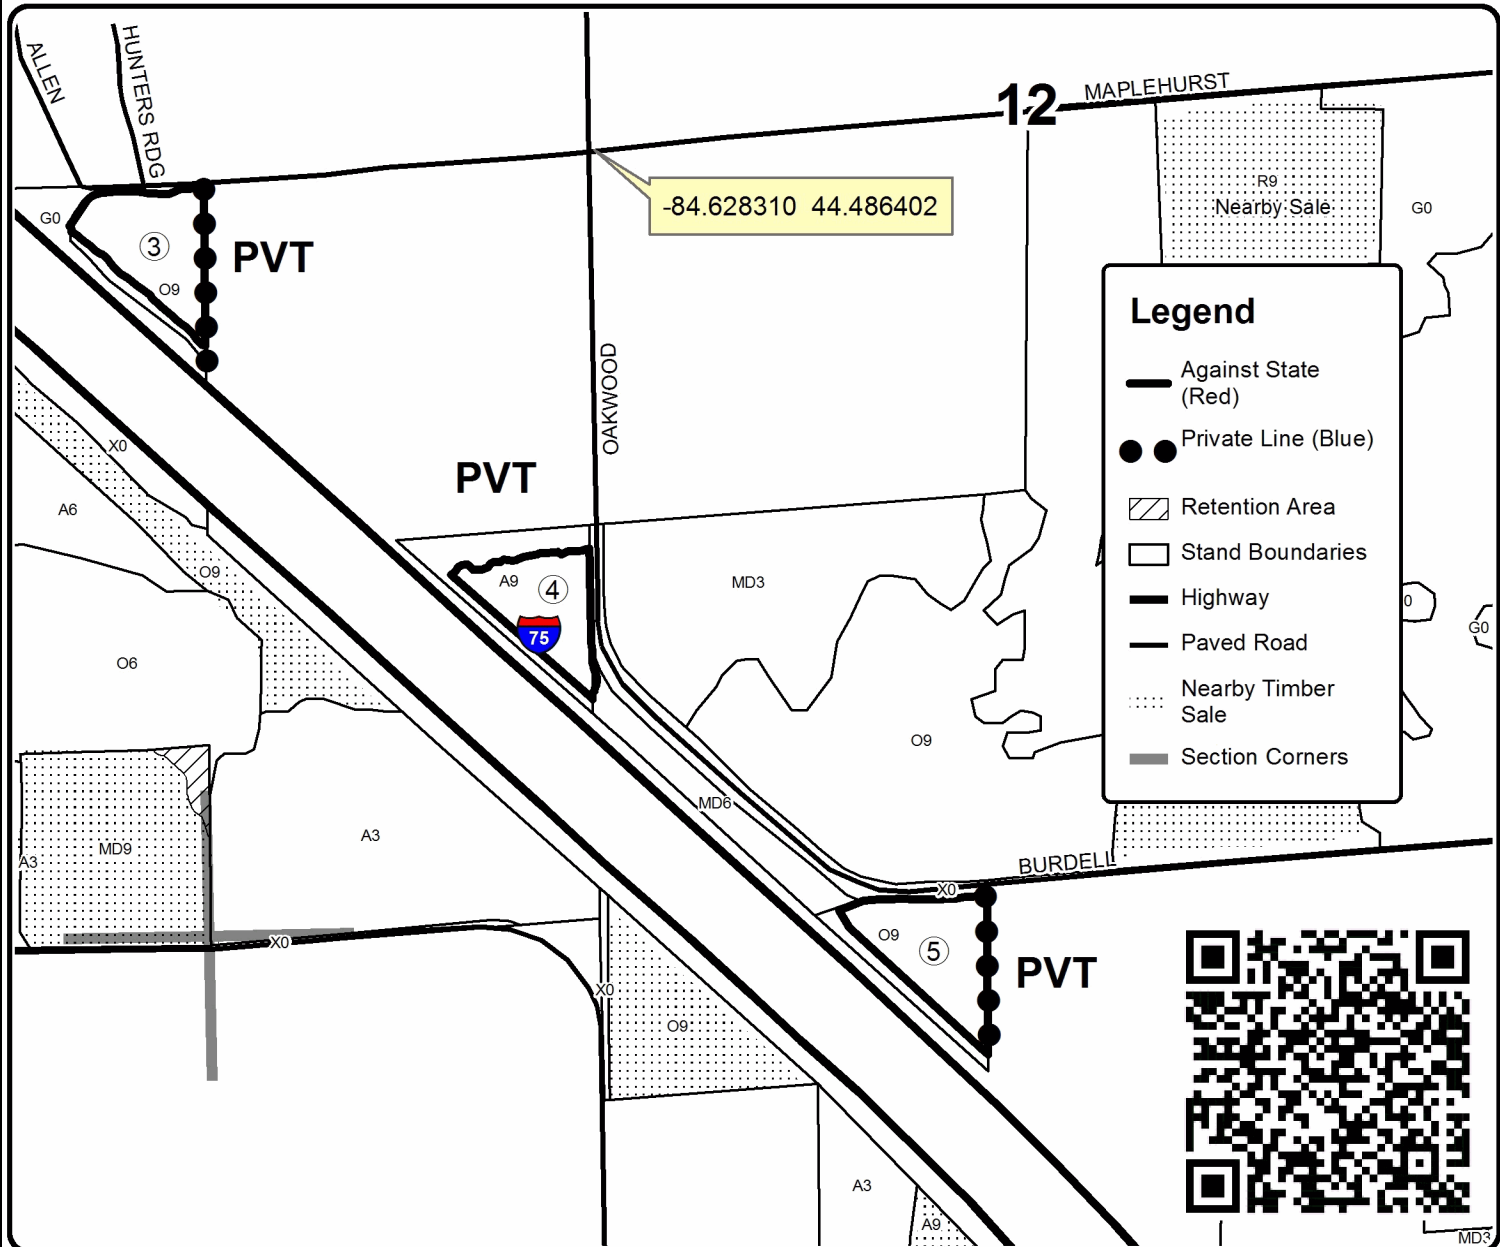 ALLEN
HUNTERS RDG
12
MAPLEHURST
R9
Nearby Sale
G0
-84.628310  44.486402
G0
3
PVT
O9
Legend
Against State
(Red)
Private Line (Blue)
Retention Area
Stand Boundaries
Highway
Paved Road
Nearby Timber
Sale
Section Corners
OAKWOOD
X0
PVT
A6
O9
A9
4
75
MD3
G0
O6
O9
MD6
A3
MD9
A3
BURDELL
X0
O9
5
PVT
X0
X0
O9
A3
A9
MD3